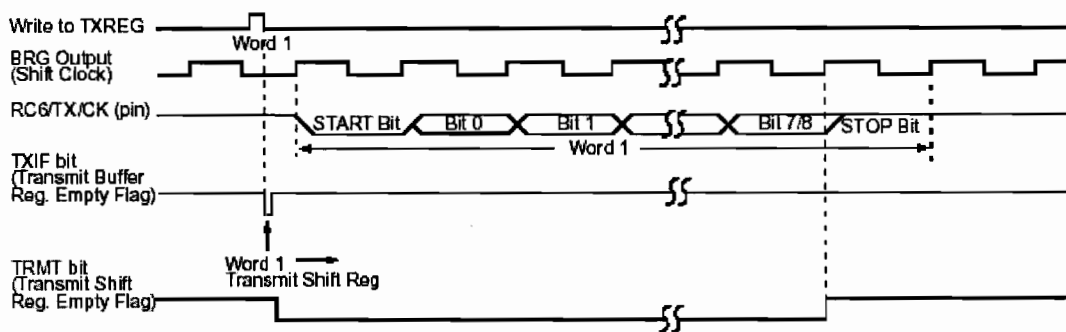 Write to TXREG
Word 1
BRG Output
(Shift Clock)
RC6/TX/CK (pin)
START Bit
Bit 0
Bit 1
Bit 7/8
STOP Bit
Word 1
TXIF bit
(Transmit Buffer
Reg. Empty Flag)
Word 1
Transmit Shift Reg
TRMT bit
(Transmit Shift
Reg. Empty Flag)